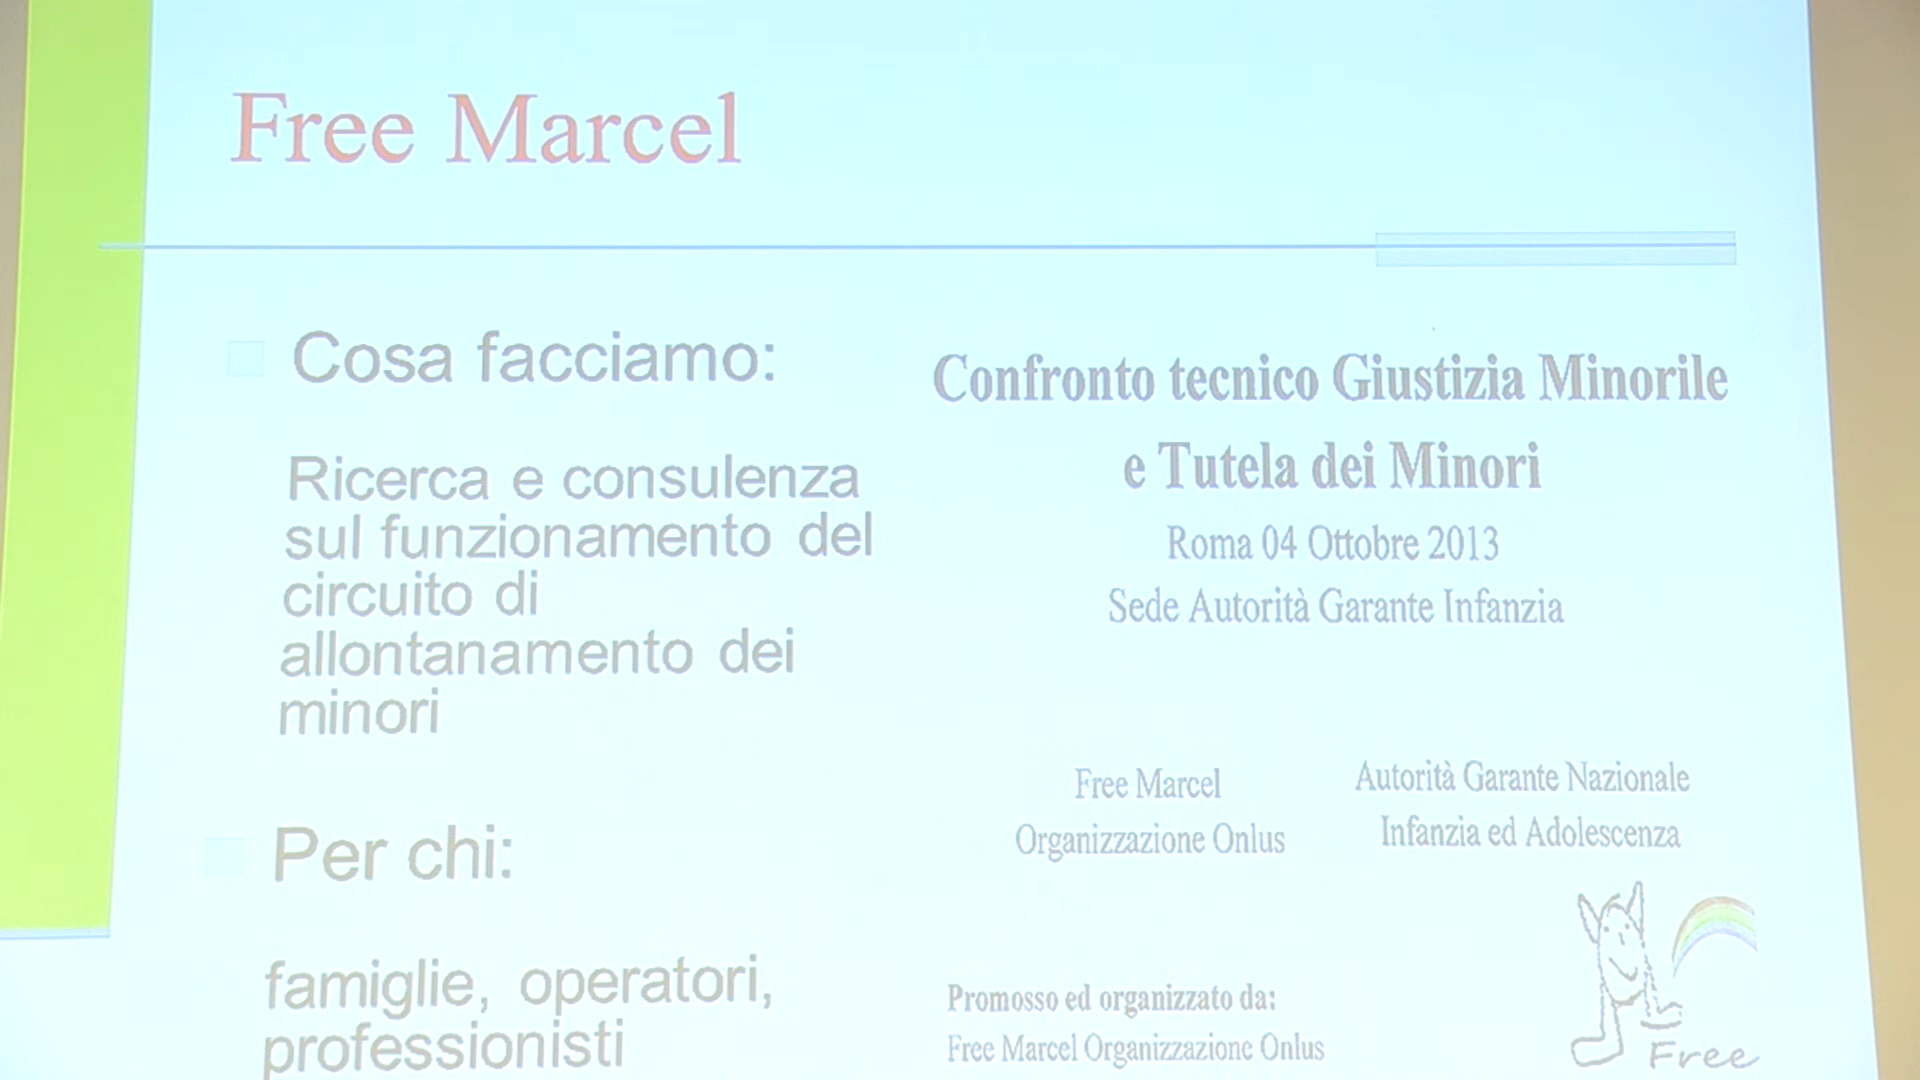 Free Marcel
Cosa facciamo:
Ricerca e consulenza
sul funzionamento del
circuito di
allontanamento dei
minori
Per chi:
famiglie, operatori,
professionisti
Confronto tecnico Giustizia Minorile
e Tutela dei Minori
Roma 04 Ottobre 2013
Sede Autorità Garante Infanzia
Free Marcel
Organizzazione Onlus
Autorità Garante Nazionale
Infanzia ed Adolescenza
Promosso ed organizzato da:
Free Marcel Organizzazione Onlus
Free